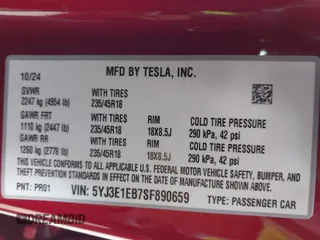 10/24 MFD BY TESLA, INC.
GVWR WITH TIRES
2247 kg (4954 lb) 235/45R18
GAWR FRT WITH TIRES RIM COLD TIRE PRESSURE
1110 kg (2447 lb) 235/45R18 18X8.5J 290 kPa, 42 psi
GAWR RR WITH TIRES RIM COLD TIRE PRESSURE
1260 kg (2778 lb) 235/45R18 18X8.5J 290 kPa, 42 psi
THIS VEHICLE CONFORMS TO ALL APPLICABLE U.S. FEDERAL MOTOR VEHICLE SAFETY, BUMPER, AND THEFT PREVENTION STANDARDS IN
EFFECT ON THE DATE OF MANUFACTURE SHOWN ABOVE.
PNT: PR01 VIN: 5YJ3E1EB7SF890659 TYPE: PASSENGER CAR
STREAMBID